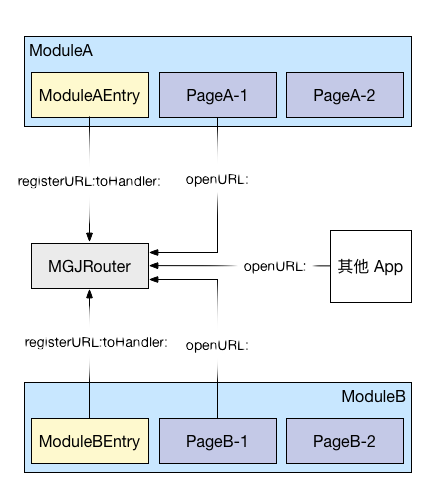 ModuleA
ModuleAEntry
PageA-1
PageA-2
registerURL:toHandler:
openURL:
MGJRouter
openURL:
其他 App
registerURL:toHandler:
openURL:
ModuleB
ModuleBEntry
PageB-1
PageB-2